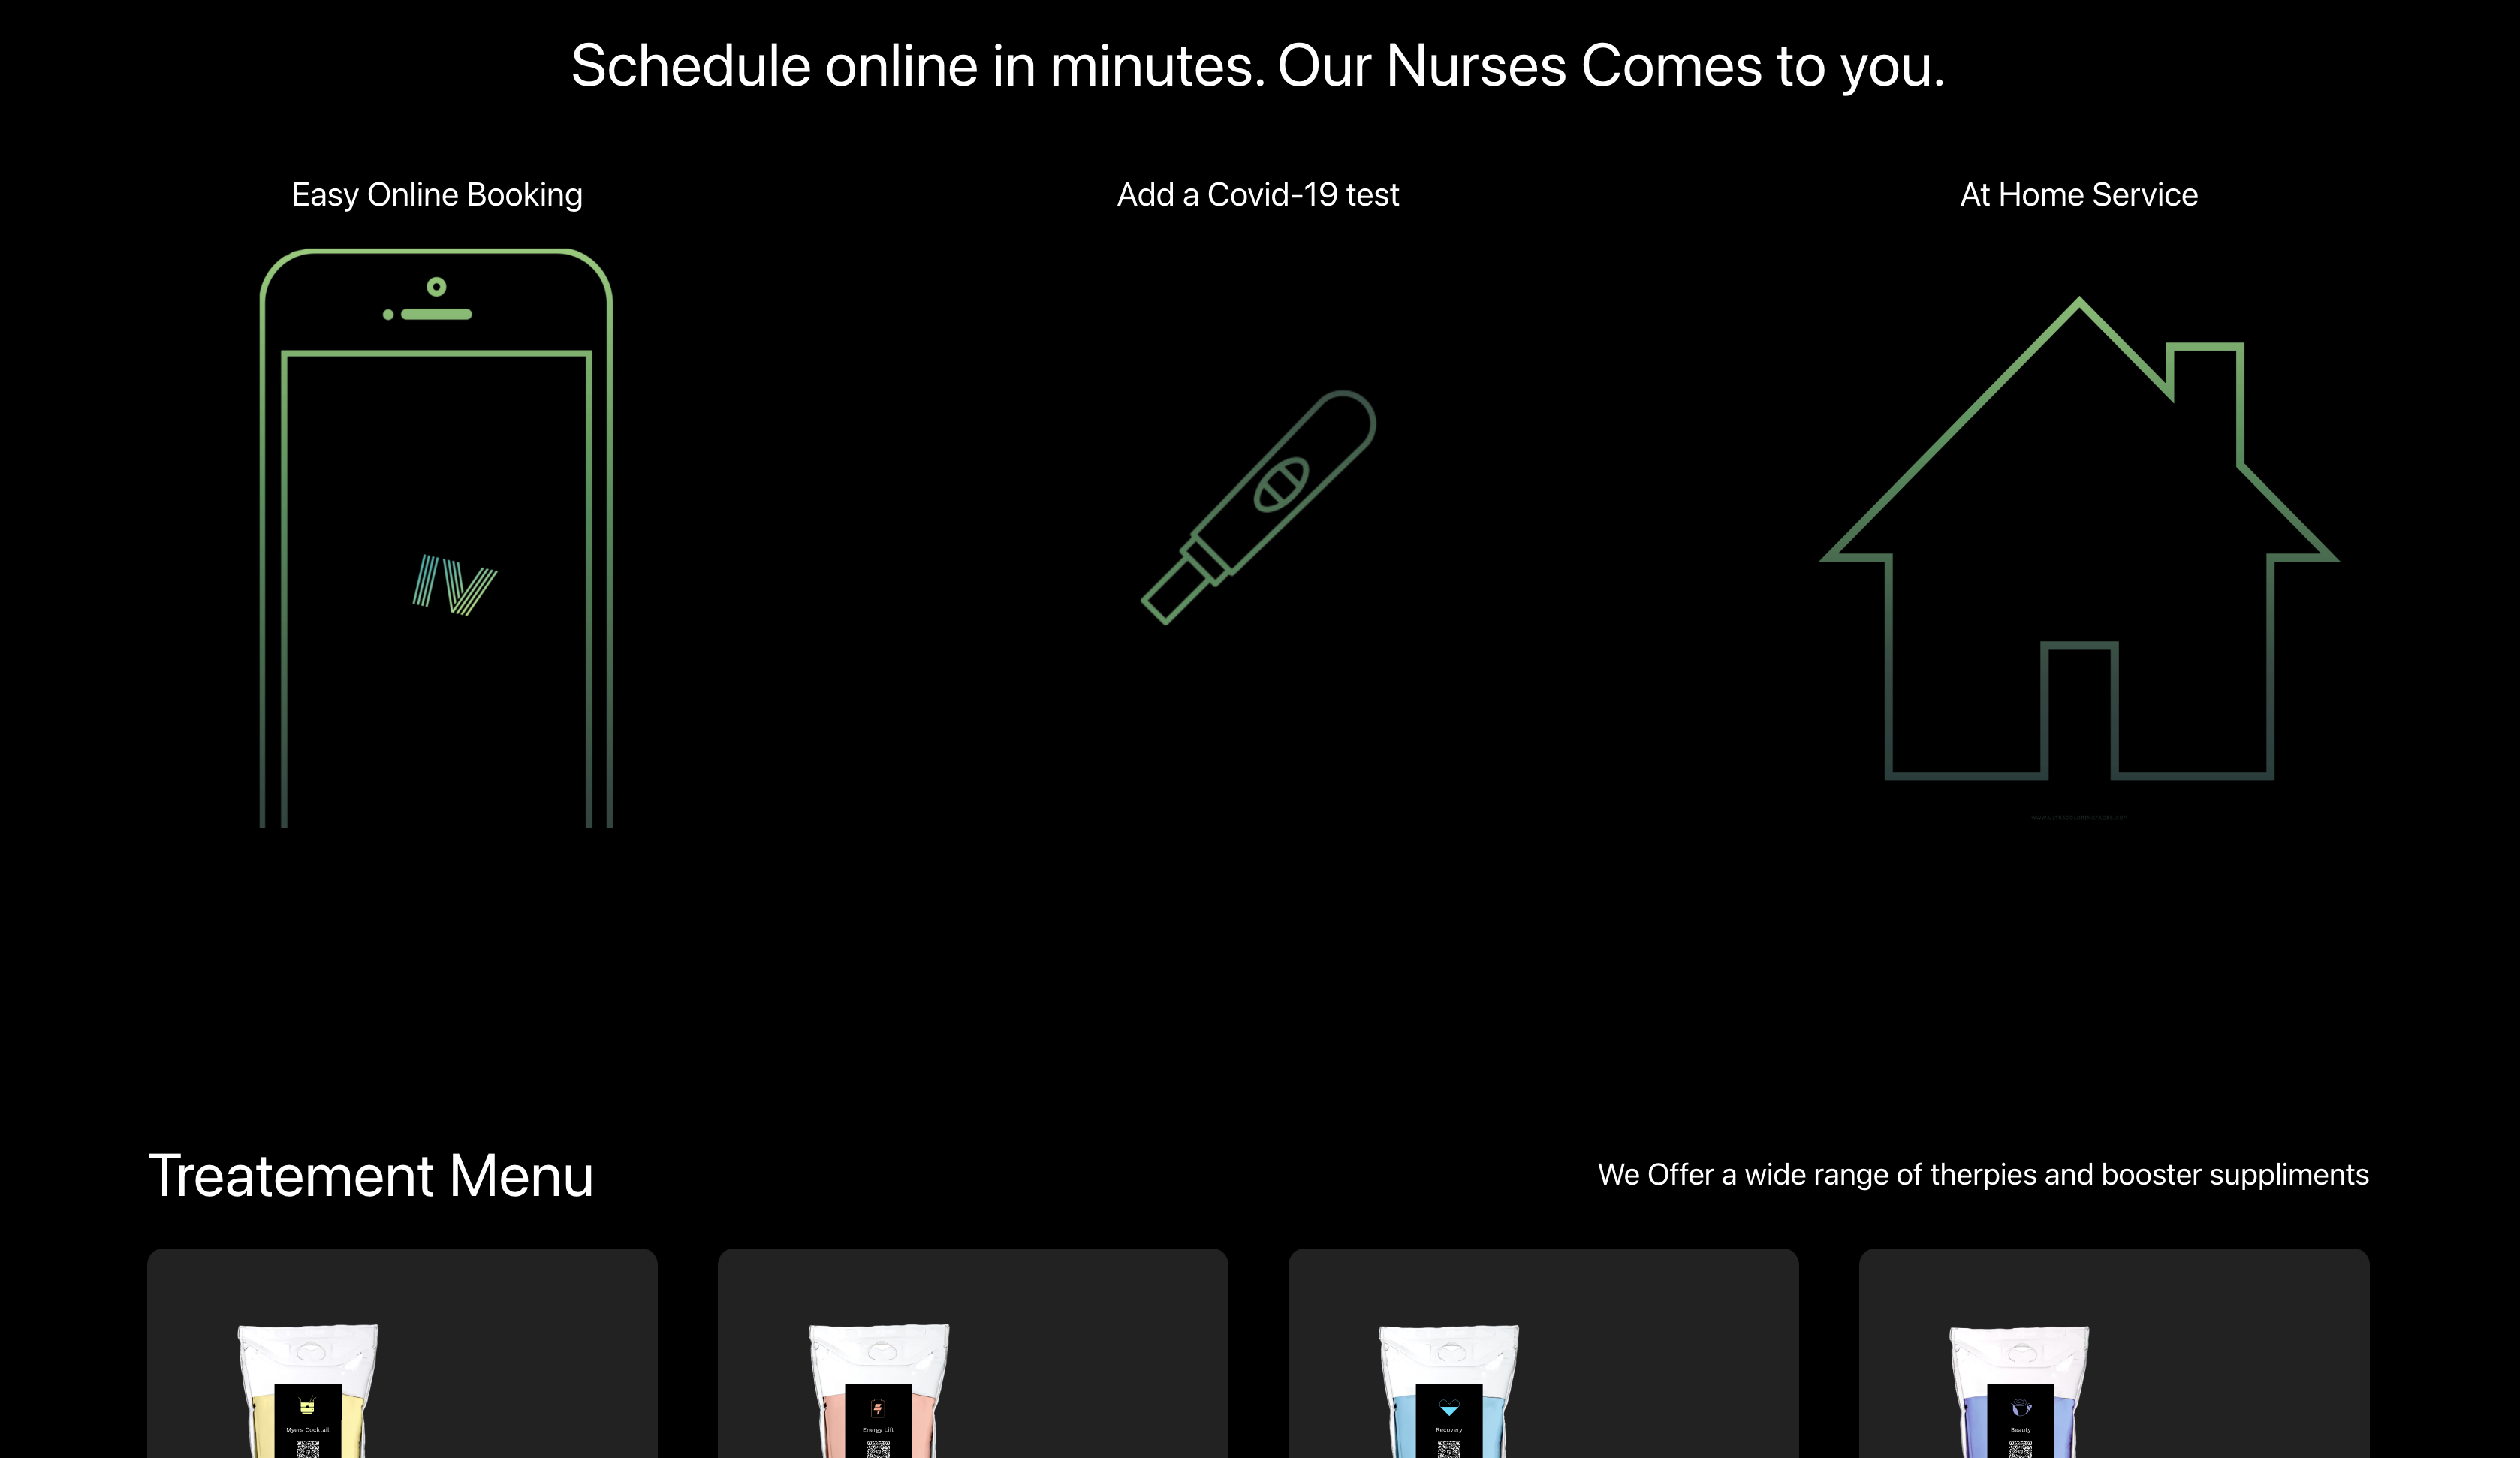 Schedule online in minutes. Our Nurses Comes to you.
Easy Online Booking
Add a Covid-19 test
At Home Service
IV
Treatement Menu
We Offer a wide range of therpies and booster suppliments
Myers Cocktail
Energy Lift
Recovery
Beauty